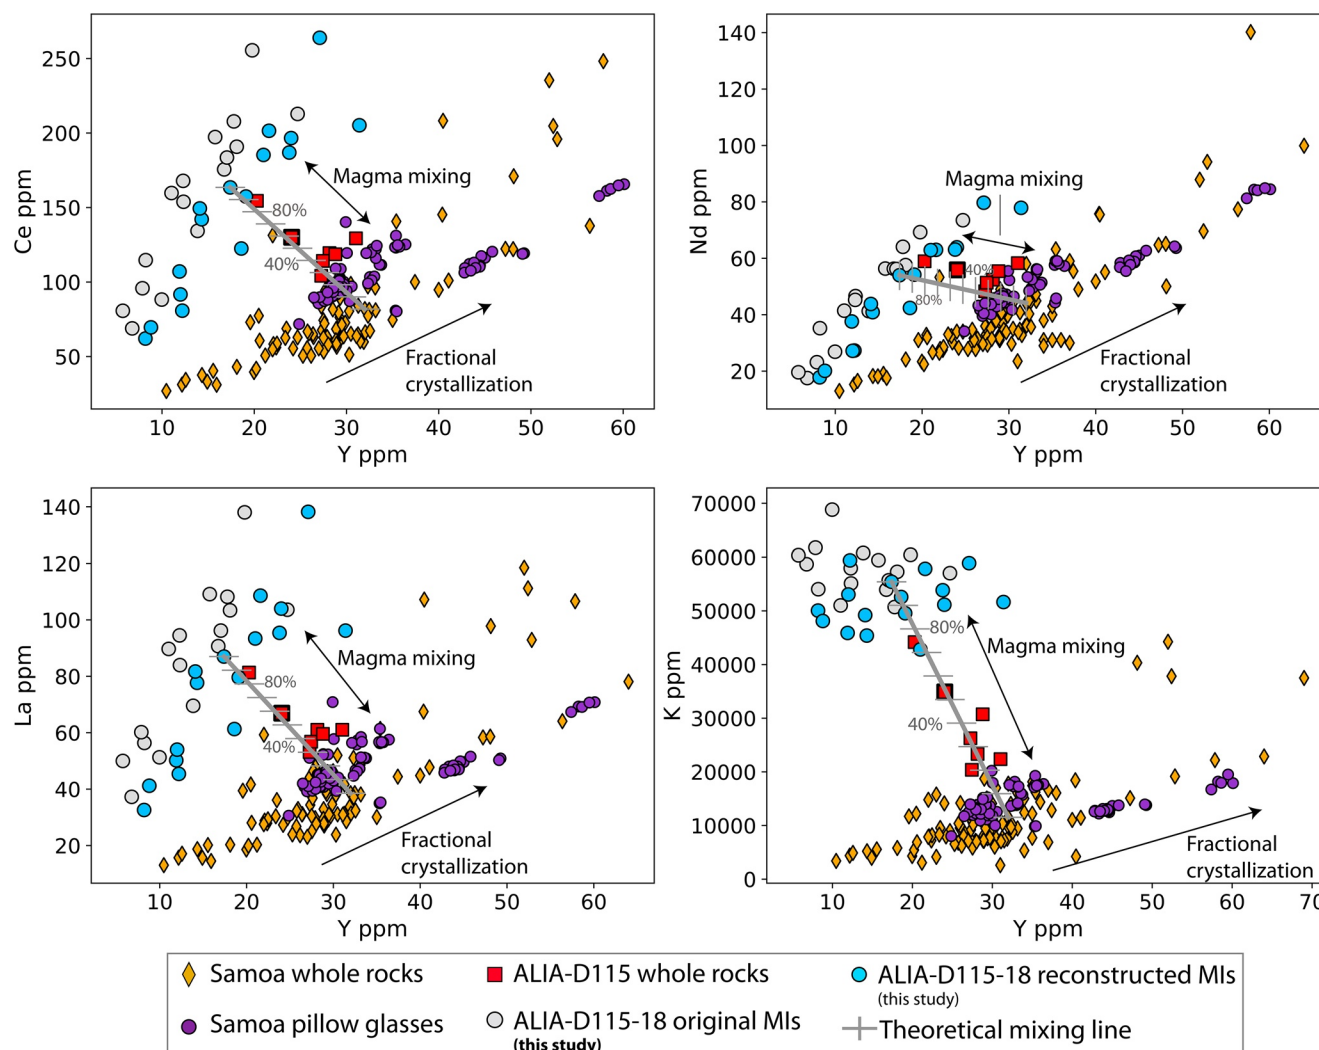 250
200
150
100
50
Ce ppm
Magma mixing
80%
40%
Fractional
crystallization
10 20 30 40 50 60
Y ppm
140
120
100
80
60
40
20
Nd ppm
Magma mixing
40%
80%
Fractional
crystallization
10 20 30 40 50 60
Y ppm
140
120
100
80
60
40
20
La ppm
Magma mixing
80%
40%
Fractional
crystallization
10 20 30 40 50 60
Y ppm
70000
60000
50000
40000
30000
20000
10000
0
K ppm
80%
Magma mixing
40%
Fractional
crystallization
10 20 30 40 50 60 70
Y ppm
Samoa whole rocks
ALIA-D115 whole rocks
ALIA-D115-18 reconstructed MIs
(this study)
Samoa pillow glasses
ALIA-D115-18 original MIs
(this study)
Theoretical mixing line